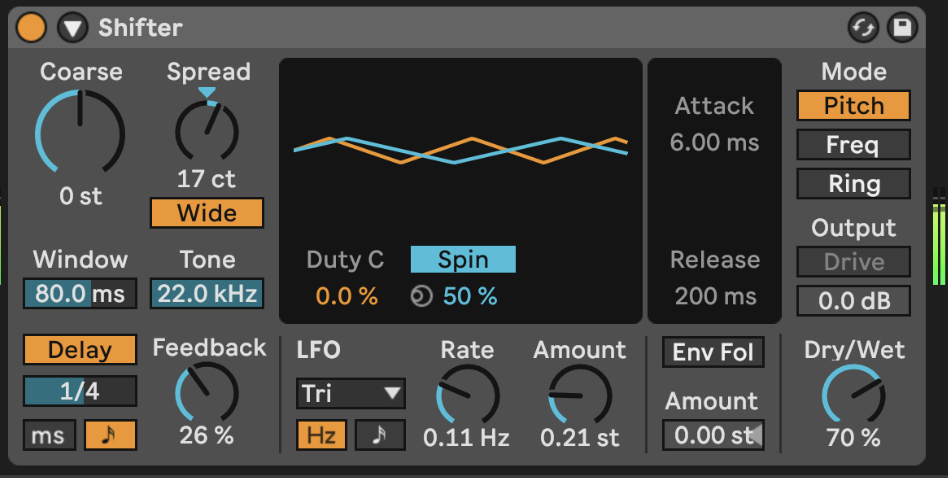 Shifter
Coarse
0 st
Spread
17 ct
Wide
Window
80.0 ms
Tone
22.0 kHz
Delay
1/4
ms
Feedback
26 %
Duty C
0.0 %
Spin
50 %
LFO
Tri
Hz
Rate
0.11 Hz
Amount
0.21 st
Attack
6.00 ms
Release
200 ms
Env Fol
Amount
0.00 st
Mode
Pitch
Freq
Ring
Output
Drive
0.0 dB
Dry/Wet
70 %